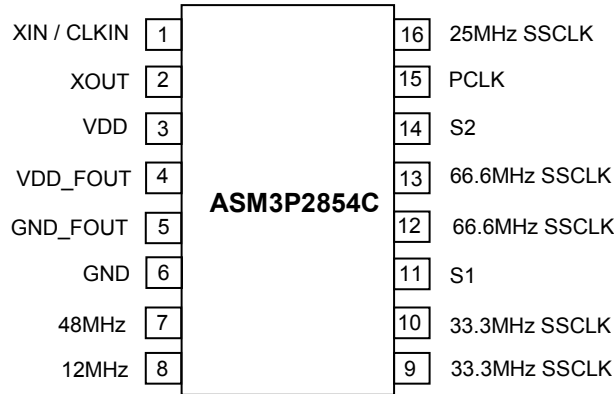 XIN / CLKIN 1 16 25MHz SSCLK
XOUT 2 15 PCLK
VDD 3 14 S2
VDD_FOUT 4 13 66.6MHz SSCLK
ASM3P2854C
GND_FOUT 5 12 66.6MHz SSCLK
GND 6 11 S1
48MHz 7 10 33.3MHz SSCLK
12MHz 8 9 33.3MHz SSCLK